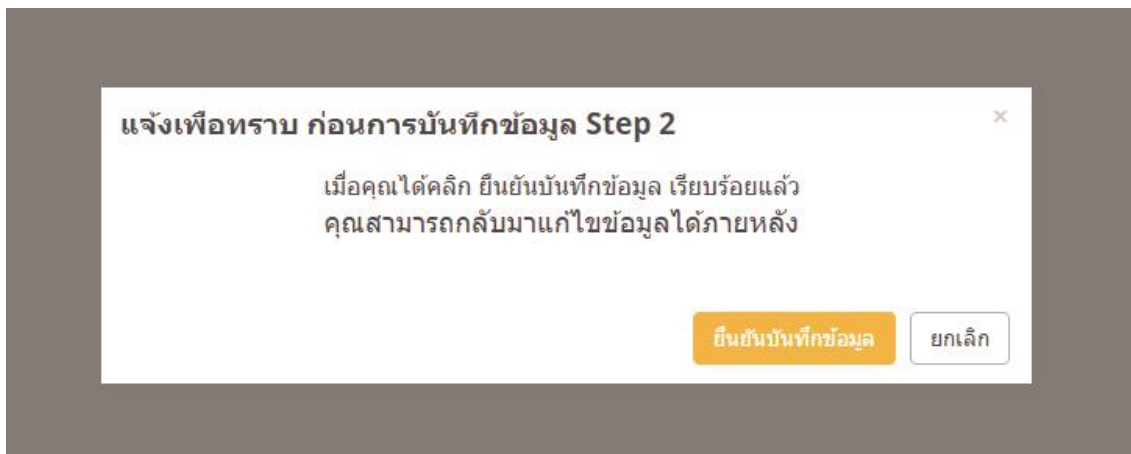 แจ้งเพื่อทราบ ก่อนการบันทึกข้อมูล Step 2
×
เมื่อคุณได้คลิก ยืนยันบันทึกข้อมูล เรียบร้อยแล้ว
คุณสามารถกลับมาแก้ไขข้อมูลได้ภายหลัง
ยืนยันบันทึกข้อมูล ยกเลิก